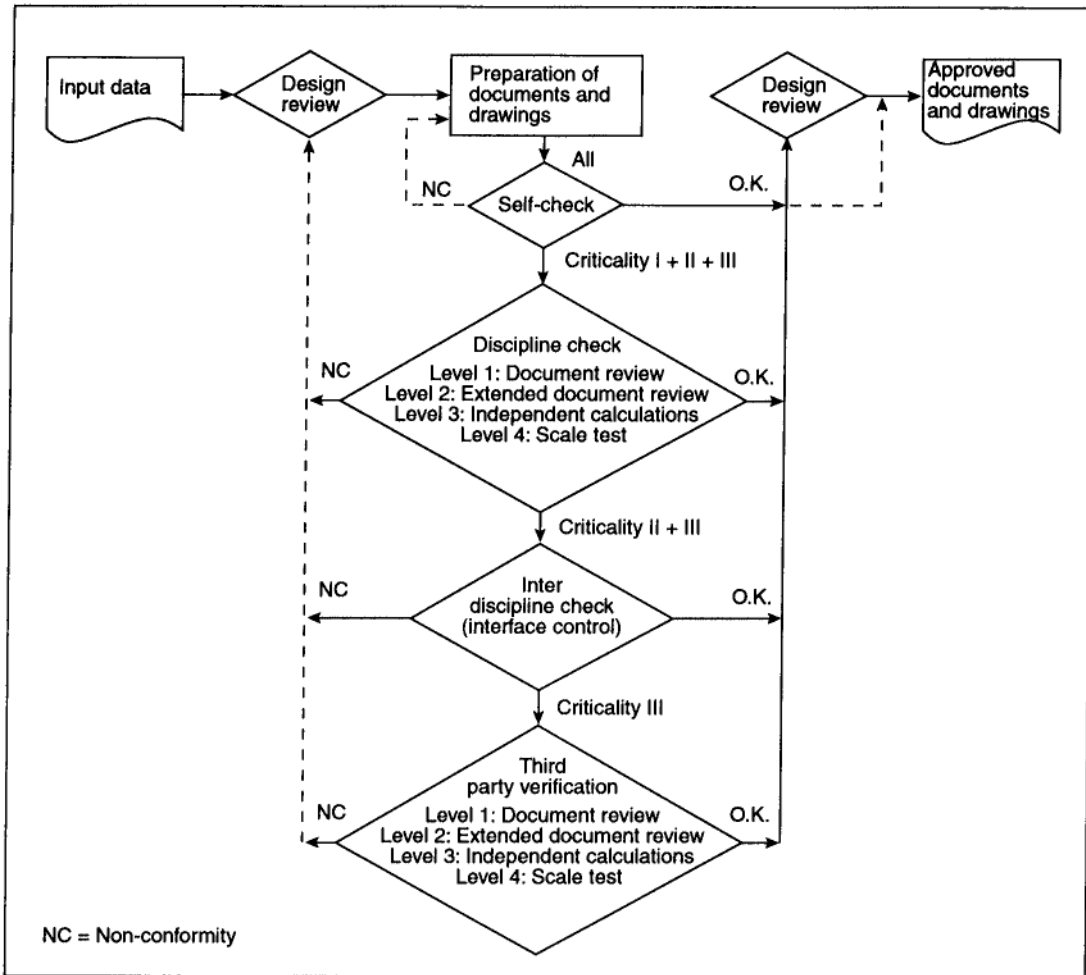 Input data
Design
review
Preparation of
documents and
drawings
Design
review
Approved
documents
and drawings
All
NC
Self-check
O.K.
Criticality I + II + III
Discipline check
NC
Level 1: Document review
O.K.
Level 2: Extended document review
Level 3: Independent calculations
Level 4: Scale test
Criticality II + III
NC
Inter
discipline check
(interface control)
O.K.
Criticality III
Third
party verification
NC
Level 1: Document review
O.K.
Level 2: Extended document review
Level 3: Independent calculations
Level 4: Scale test
NC = Non-conformity